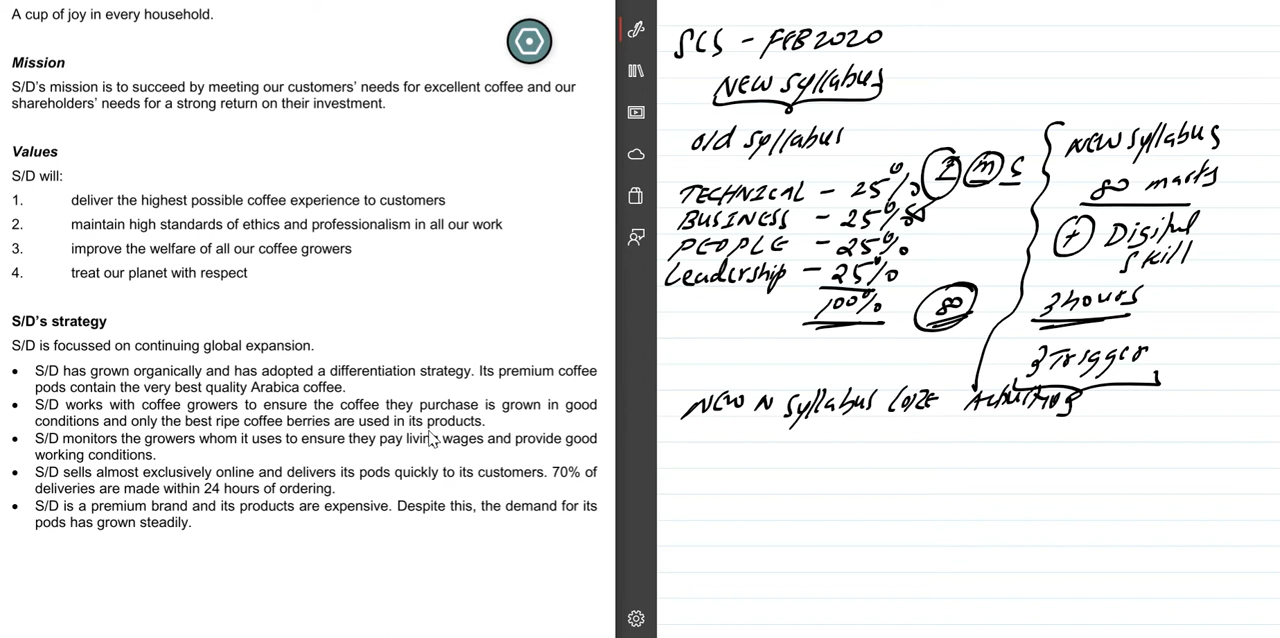 A cup of joy in every household.
Mission
S/D's mission is to succeed by meeting our customers' needs for excellent coffee and our
shareholders' needs for a strong return on their investment.
Values
S/D will:
1. deliver the highest possible coffee experience to customers
2. maintain high standards of ethics and professionalism in all our work
3. improve the welfare of all our coffee growers
4. treat our planet with respect
S/D's strategy
S/D is focussed on continuing global expansion.
• S/D has grown organically and has adopted a differentiation strategy. Its premium coffee
pods contain the very best quality Arabica coffee.
• S/D works with coffee growers to ensure the coffee they purchase is grown in good
conditions and only the best ripe coffee berries are used in its products.
• S/D monitors the growers whom it uses to ensure they pay living wages and provide good
working conditions.
• S/D sells almost exclusively online and delivers its pods quickly to its customers. 70% of
deliveries are made within 24 hours of ordering.
• S/D is a premium brand and its products are expensive. Despite this, the demand for its
pods has grown steadily.
SCS - FEB 2020
NEW syllabus
old syllabus
TECHNICAL - 25%
BUSINESS - 25%
PEOPLE - 25%
Leadership - 25%
100%
80
m S
NEW syllabus
80 marks
+ Digital
skill
3 hours
3 Trigger
NEW N syllabus Core Activities